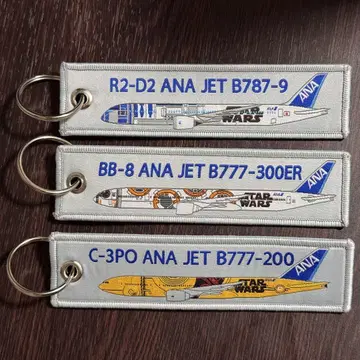 R2-D2 ANA JET B787-9
STAR
WARS
ANA
BB-8 ANA JET B777-300ER
STAR
WARS
ANA
C-3PO ANA JET B777-200
STAR
WARS
ANA